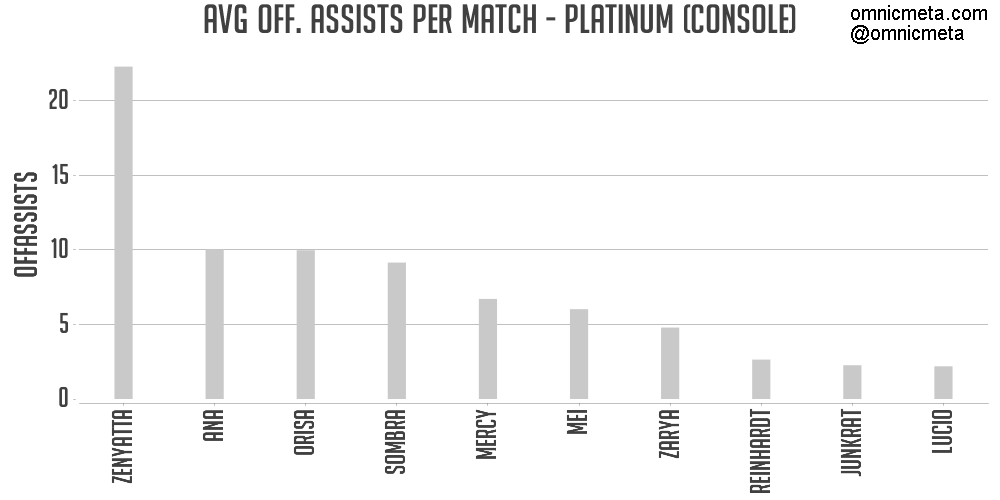 AVG OFF. ASSISTS PER MATCH - PLATINUM (CONSOLE)
omnicmeta.com
@omnicmeta
OFFASSISTS
20
15
10
5
0
ZENYATTA
ANA
ORISA
SOMBRA
MERCY
MEI
ZARYA
REINHARDT
JUNKRAT
LUCIO